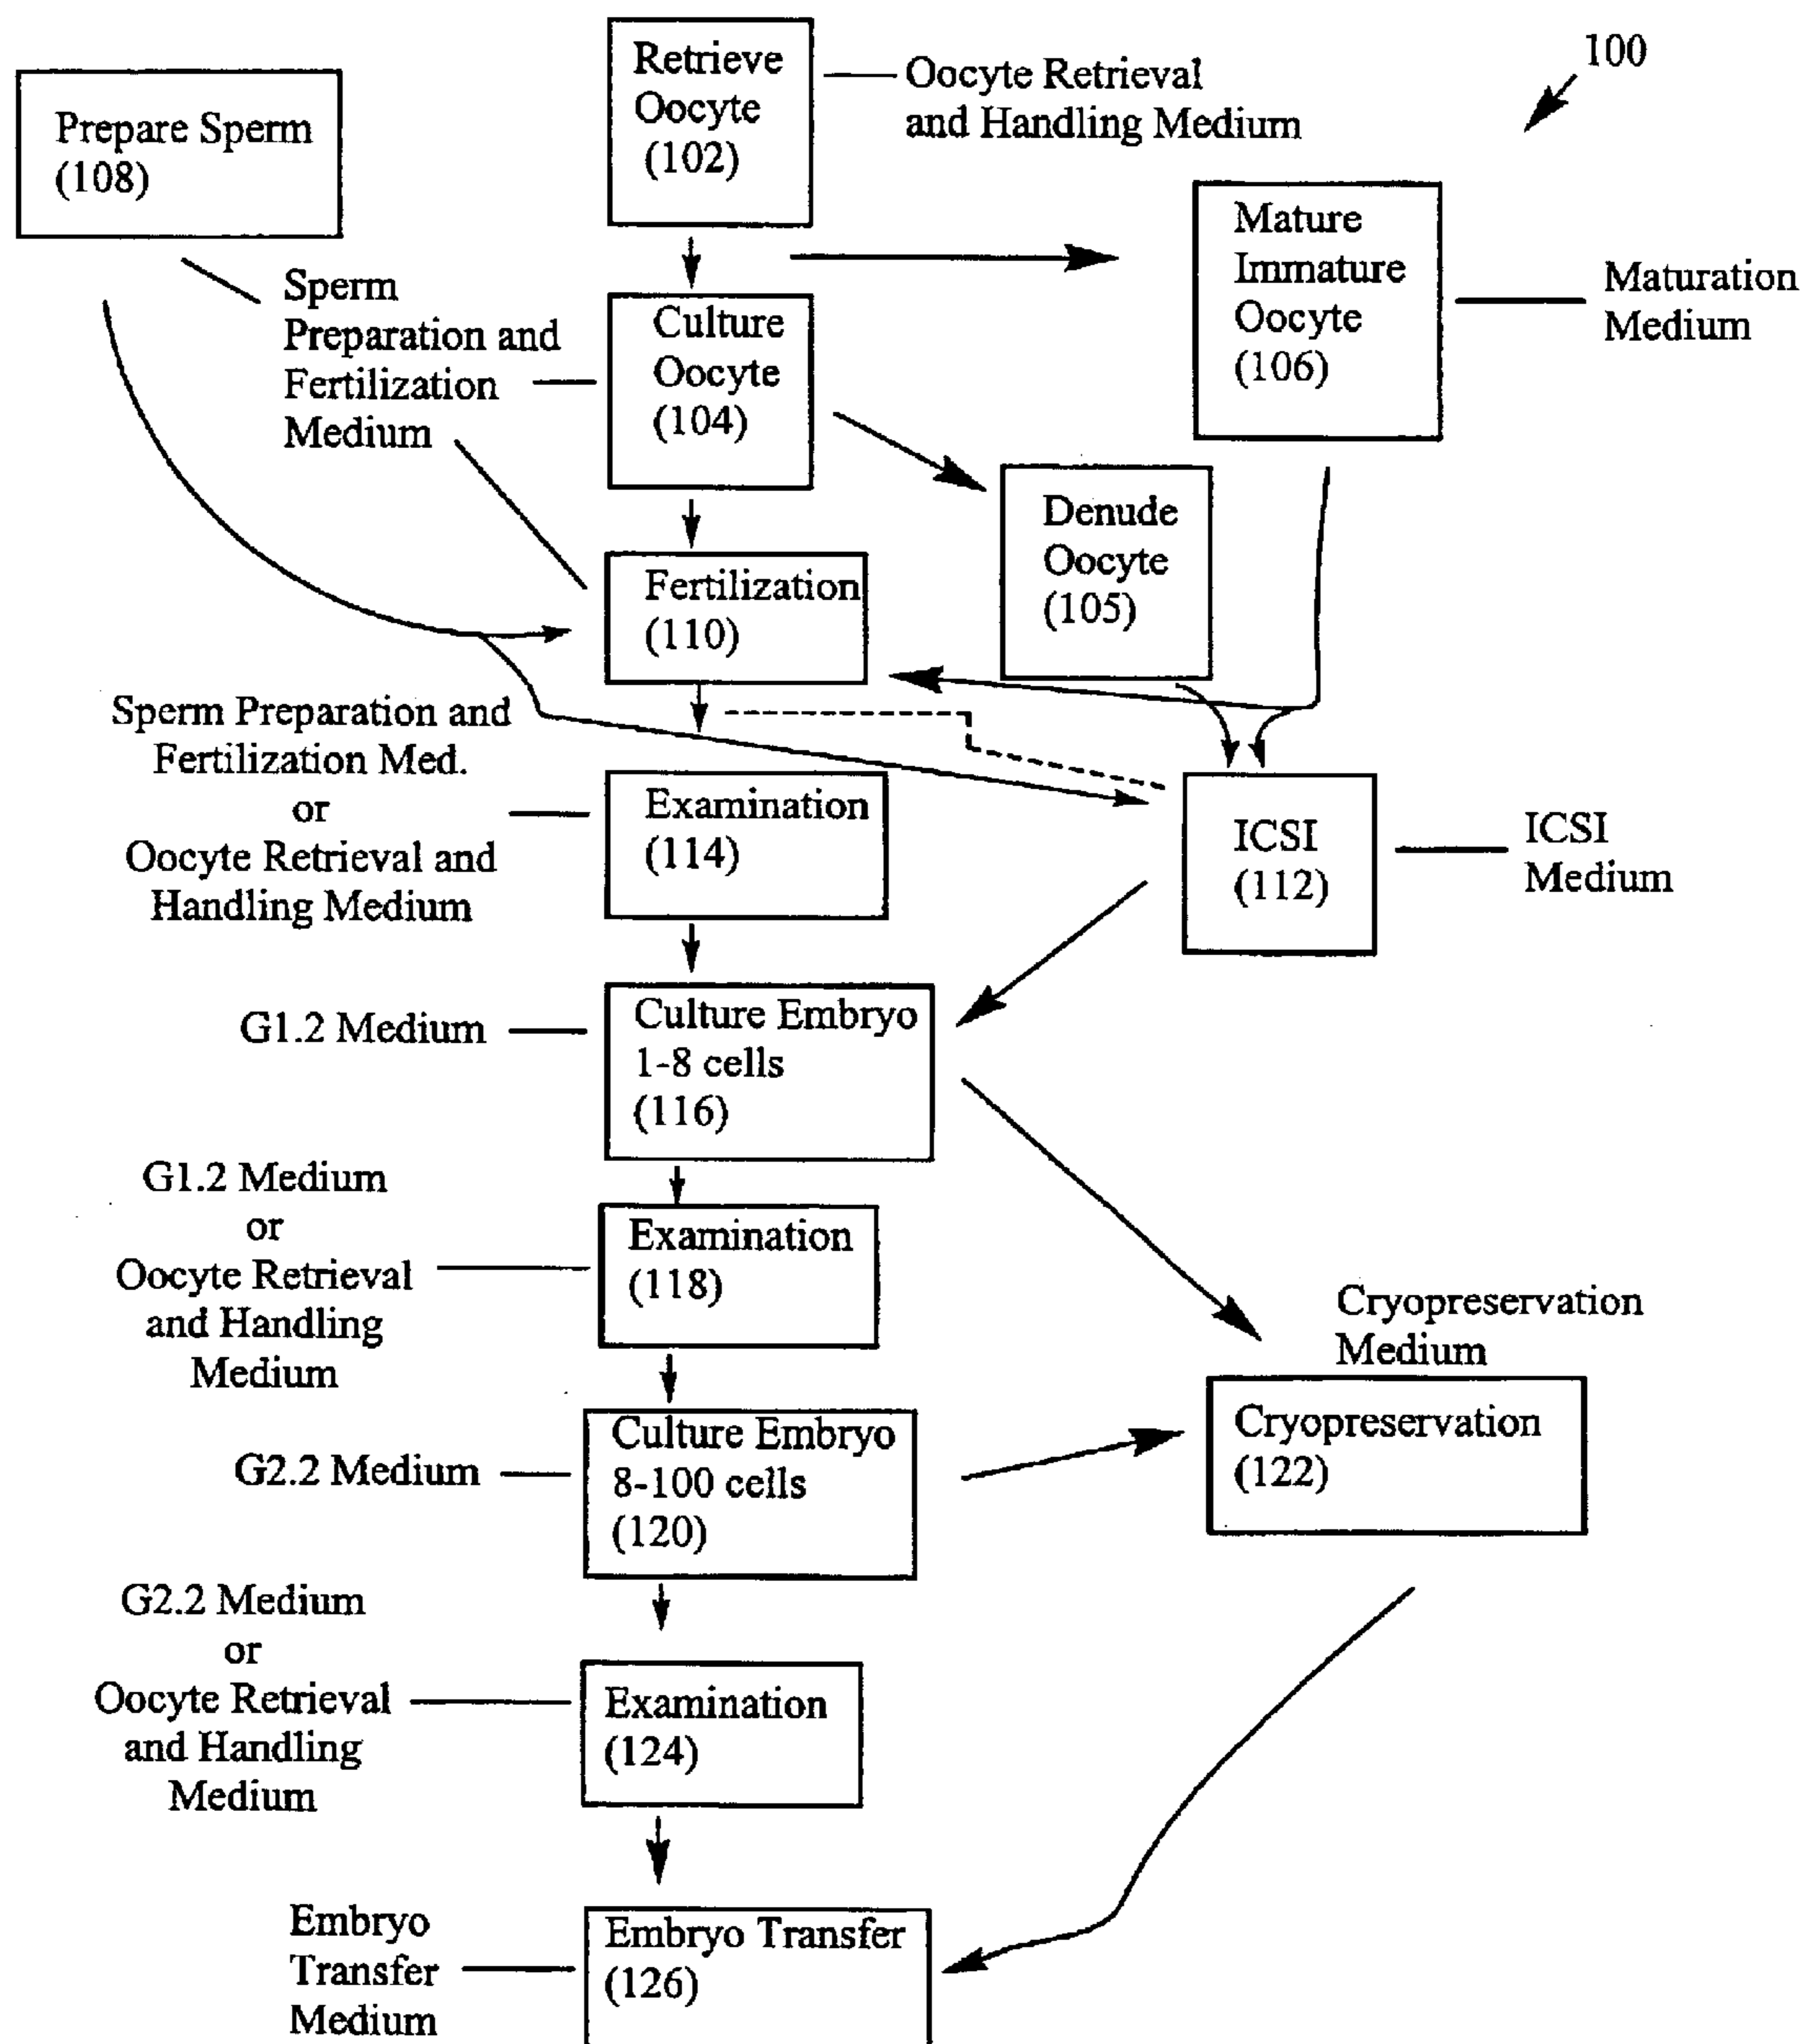 100
Retrieve
Oocyte
(102)
Oocyte Retrieval
and Handling Medium
Prepare Sperm
(108)
Mature
Immature
Oocyte
(106)
Maturation
Medium
Sperm
Preparation and
Fertilization
Medium
Culture
Oocyte
(104)
Denude
Oocyte
(105)
Fertilization
(110)
Sperm Preparation and
Fertilization Med.
or
Oocyte Retrieval and
Handling Medium
Examination
(114)
ICSI
(112)
ICSI
Medium
G1.2 Medium
Culture Embryo
1-8 cells
(116)
G1.2 Medium
or
Oocyte Retrieval
and Handling
Medium
Examination
(118)
Cryopreservation
Medium
Cryopreservation
(122)
G2.2 Medium
Culture Embryo
8-100 cells
(120)
G2.2 Medium
or
Oocyte Retrieval
and Handling
Medium
Examination
(124)
Embryo
Transfer
Medium
Embryo Transfer
(126)